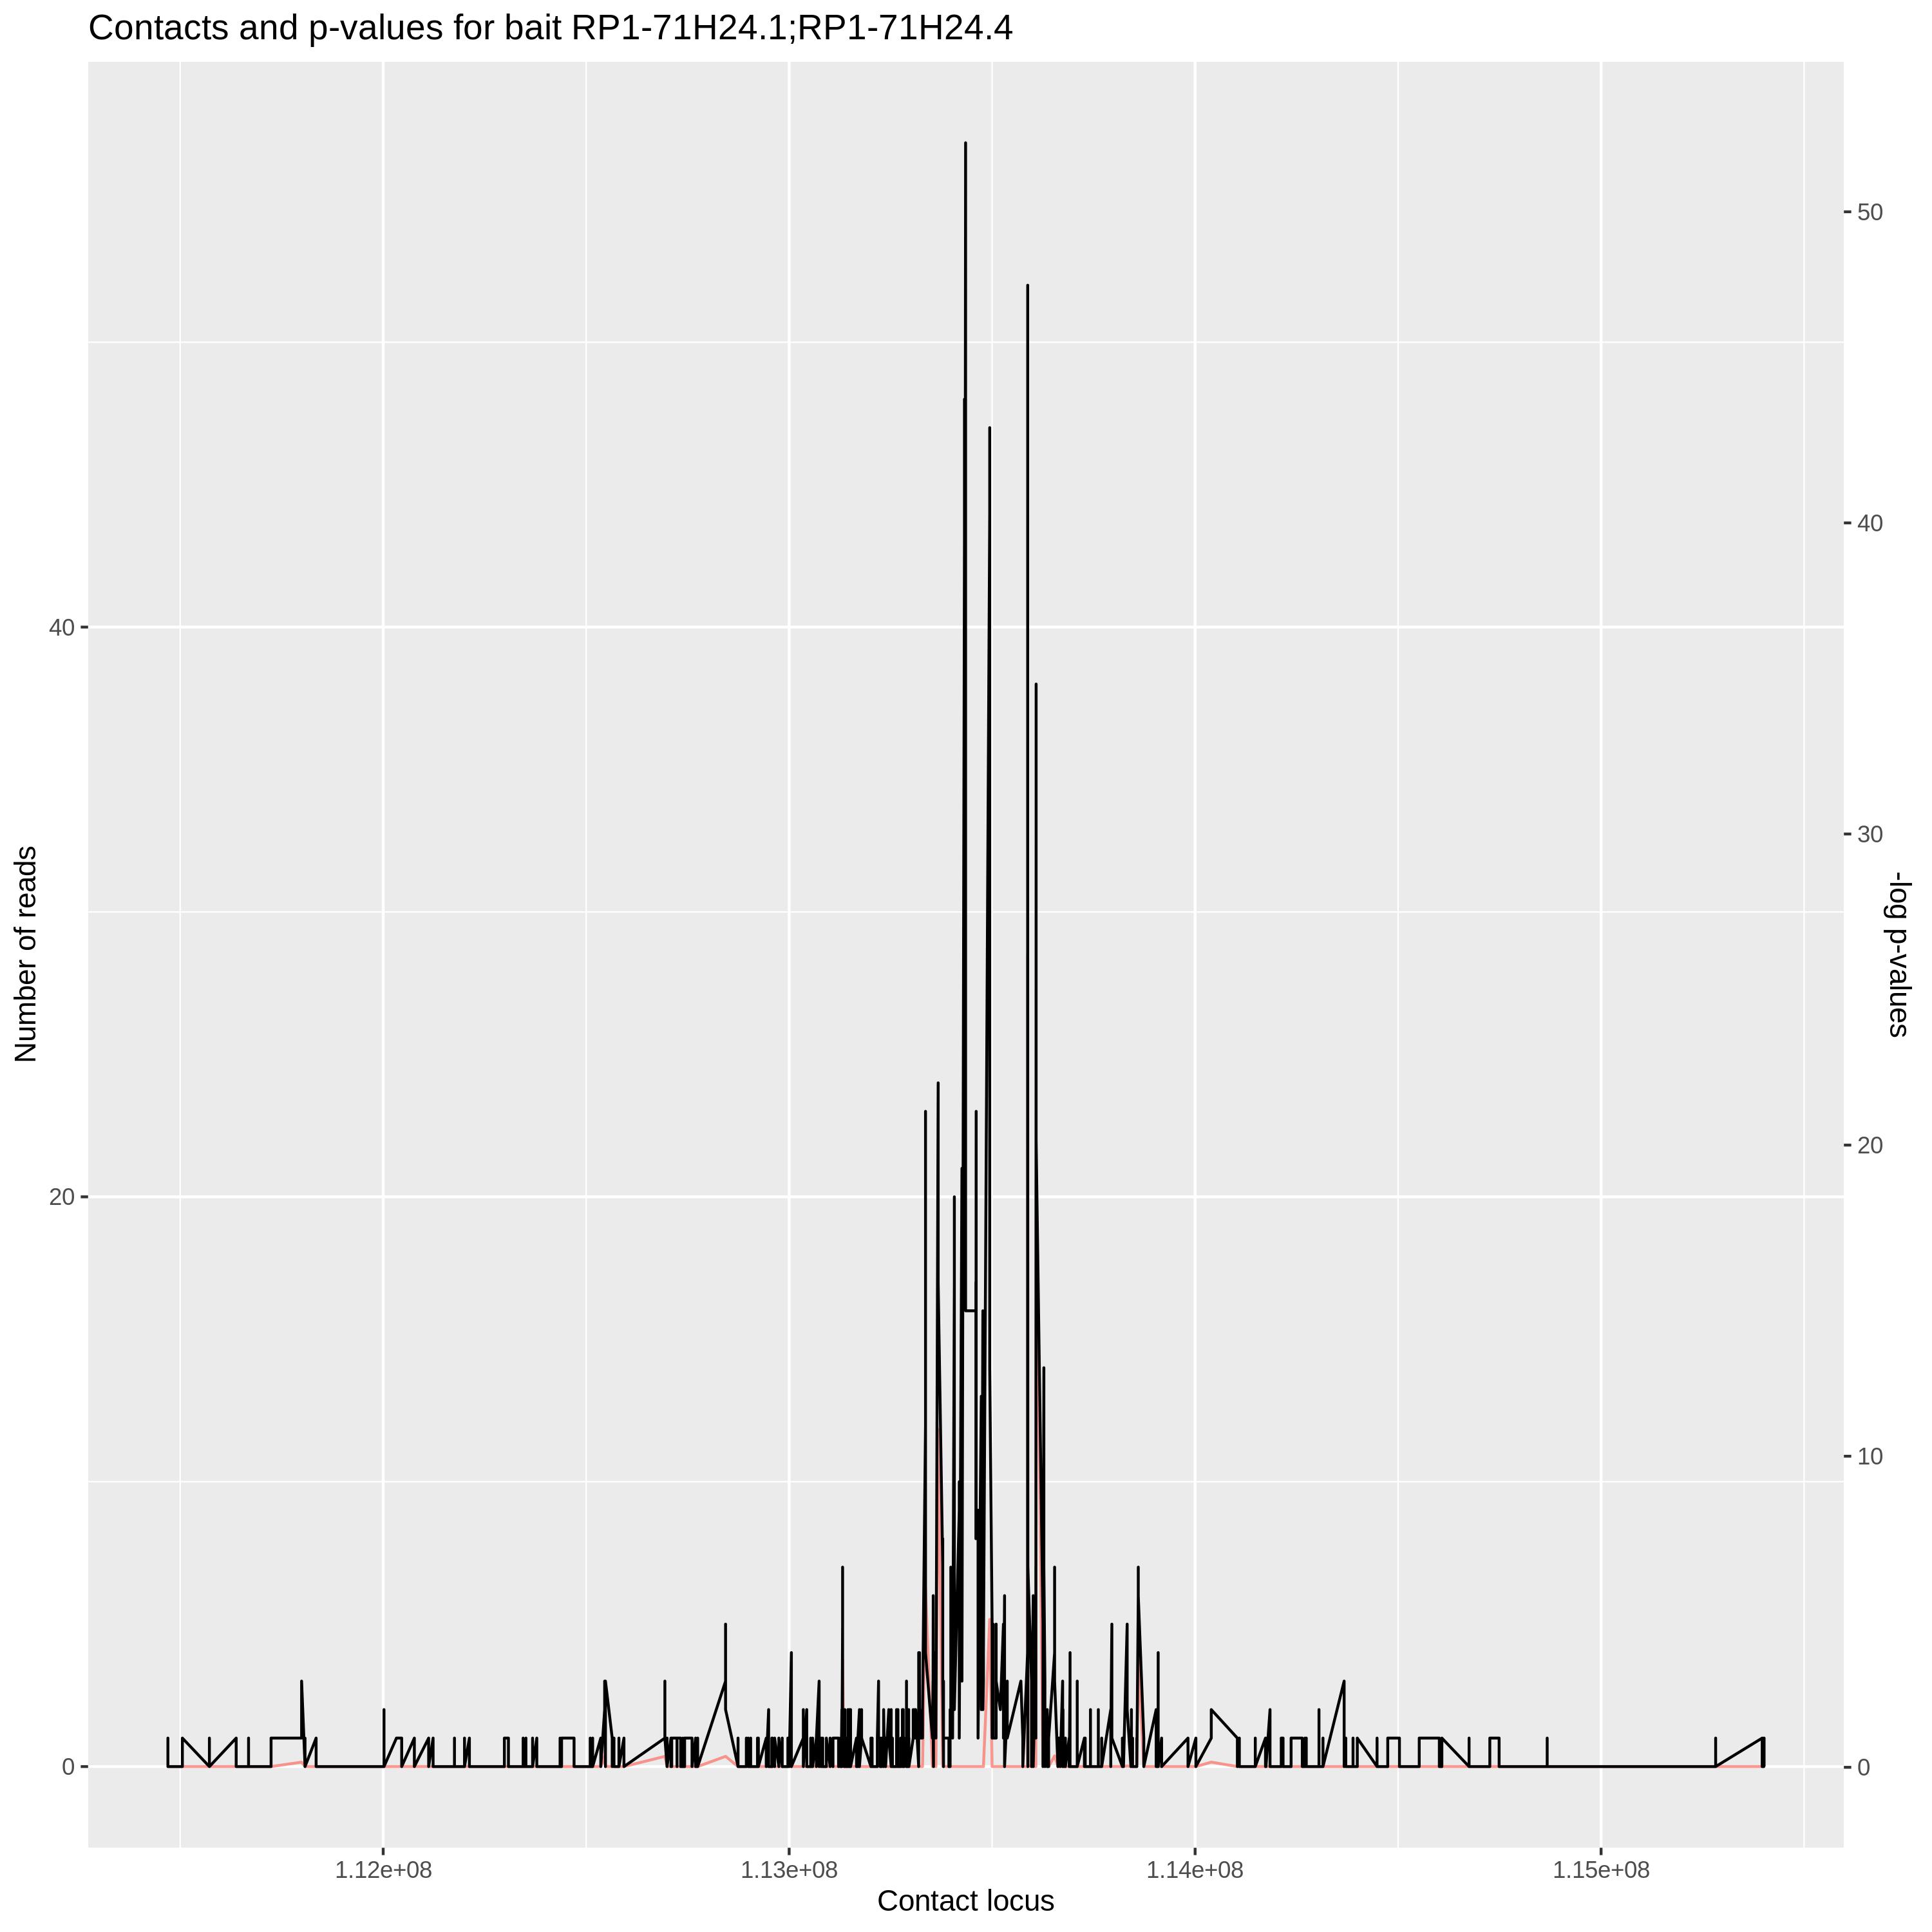 Contacts and p-values for bait RP1-71H24.1;RP1-71H24.4
Number of reads
40
20
0
50
40
30
20
10
0
-log p-values
1.12e+08
1.13e+08
1.14e+08
1.15e+08
Contact locus